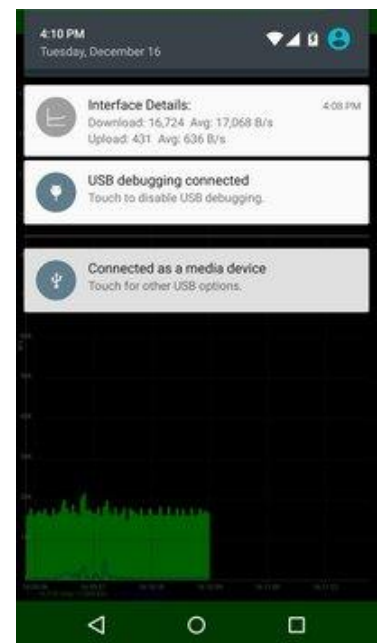 4:10 PM
Tuesday, December 16
Interface Details:
4:08 PM
Download: 16,724 Avg: 17,068 B/s
Upload: 431 Avg: 636 B/s
USB debugging connected
Touch to disable USB debugging.
Connected as a media device
Touch for other USB options.